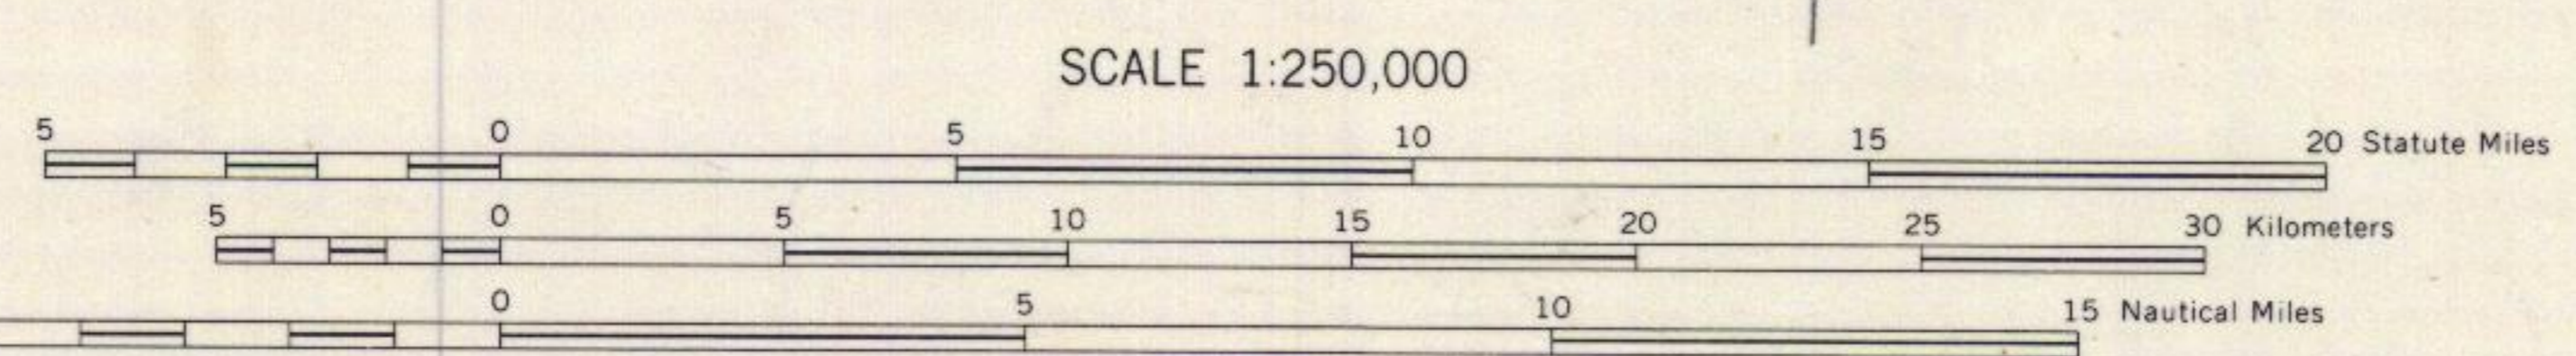 SCALE 1:250,000
5 0 5 10 15 20 Statute Miles
5 0 5 10 15 20 25 30 Kilometers
0 5 10 15 Nautical Miles